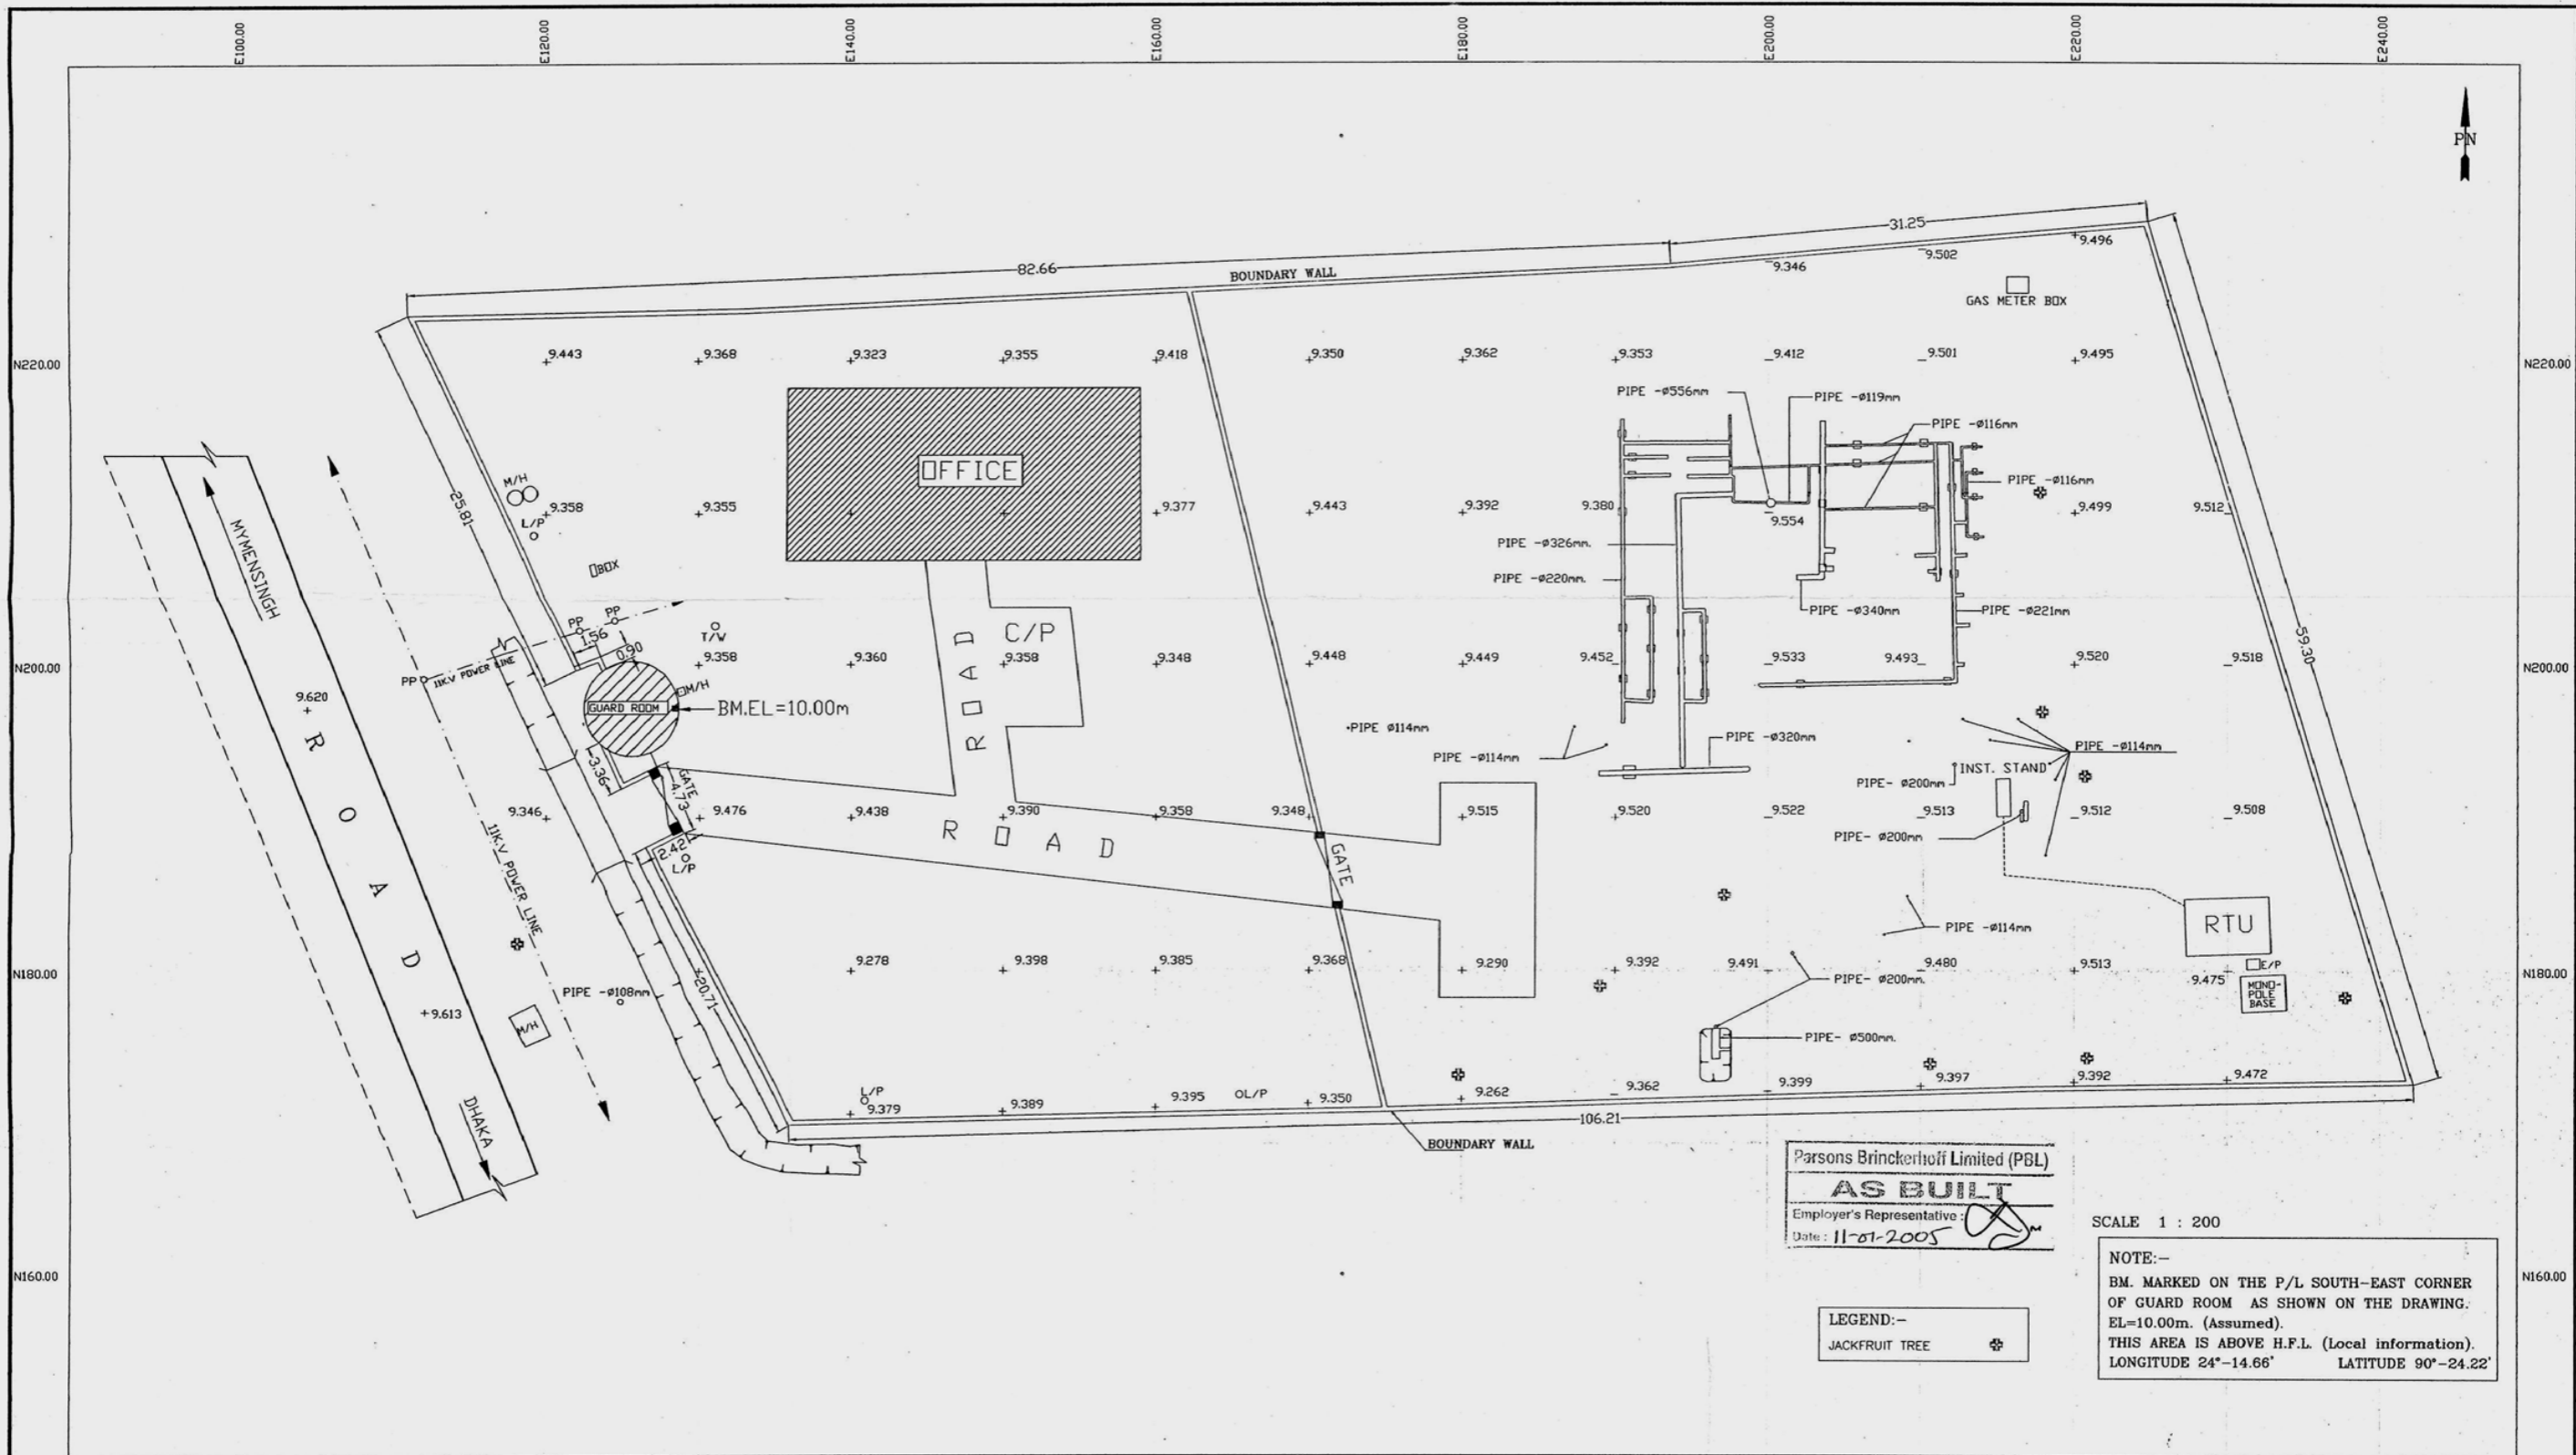 E100.00 E120.00 E140.00 E160.00 E180.00 E200.00 E220.00 E240.00
PN
31.25
82.66
BOUNDARY WALL
9.346 9.502 9.496
GAS METER BOX
N220.00 9.443 9.368 9.323 9.355 9.418 9.350 9.362 9.353 9.412 9.501 9.495 N220.00
PIPE -ø556mm
PIPE -ø119mm
PIPE -ø116mm
OFFICE
PIPE -ø116mm
M/H
25.81
9.358 9.355 9.377 9.443 9.392 9.380 9.554 9.499 9.512
L/P
MYMENSINGH
PIPE -ø326mm.
BOX
PIPE -ø220mm.
PIPE -ø340mm
PIPE -ø221mm
PP PP
1.56
0.90
T/W
ROAD
C/P
59.30
N200.00 9.358 9.360 9.358 9.348 9.448 9.449 9.452 9.533 9.493 9.520 9.518 N200.00
PP
11K.V POWER LINE
9.620
M/H
GUARD ROOM
BM.EL=10.00m
PIPE ø114mm
PIPE -ø114mm
PIPE -ø320mm
PIPE -ø114mm
INST. STAND
PIPE- ø200mm
3.36
GATE
4.73
9.346 9.476 9.438 9.390 9.358 9.348 9.515 9.520 9.522 9.513 9.512 9.508
ROAD
ROAD
PIPE- ø200mm
2.42
L/P
GATE
11K.V POWER LINE
RTU
PIPE -ø114mm
N180.00 9.278 9.398 9.385 9.368 9.290 9.392 9.491 9.480 9.513 9.475 N180.00
E/P
MONO-
POLE
BASE
20.71
PIPE -ø108mm
PIPE- ø200mm.
9.613
M/H
PIPE- ø500mm.
DHAKA
L/P
9.379 9.389 9.395 OL/P 9.350 9.262 9.362 9.399 9.397 9.392 9.472
106.21
BOUNDARY WALL
Parsons Brinckerhoff Limited (PBL)
AS BUILT
Employer's Representative :
Date : 11-01-2005
SCALE 1 : 200
N160.00 N160.00
NOTE:-
BM. MARKED ON THE P/L SOUTH-EAST CORNER
OF GUARD ROOM AS SHOWN ON THE DRAWING.
EL=10.00m. (Assumed).
THIS AREA IS ABOVE H.F.L. (Local information).
LONGITUDE 24°-14.66' LATITUDE 90°-24.22'
LEGEND:-
JACKFRUIT TREE